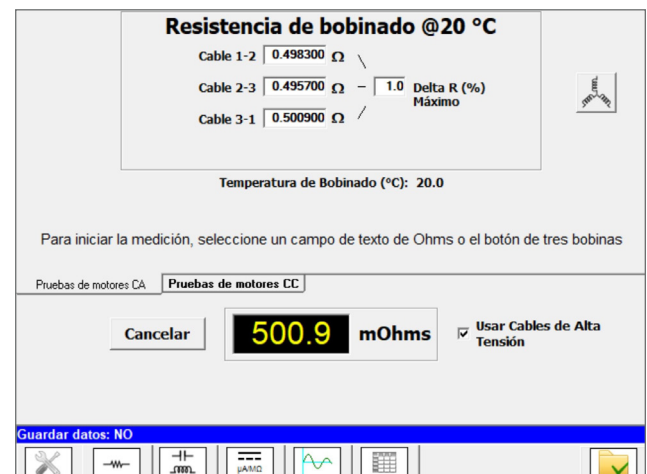 Resistencia de bobinado @20 °C
Cable 1-2 0.498300 Ω
Cable 2-3 0.495700 Ω – 1.0 Delta R (%) Máximo
Cable 3-1 0.500900 Ω
Temperatura de Bobinado (ºC): 20.0
Para iniciar la medición, seleccione un campo de texto de Ohms o el botón de tres bobinas
Pruebas de motores CA Pruebas de motores CC
Cancelar 500.9 mOhms Usar Cables de Alta Tensión
Guardar datos: NO
µA/MΩ